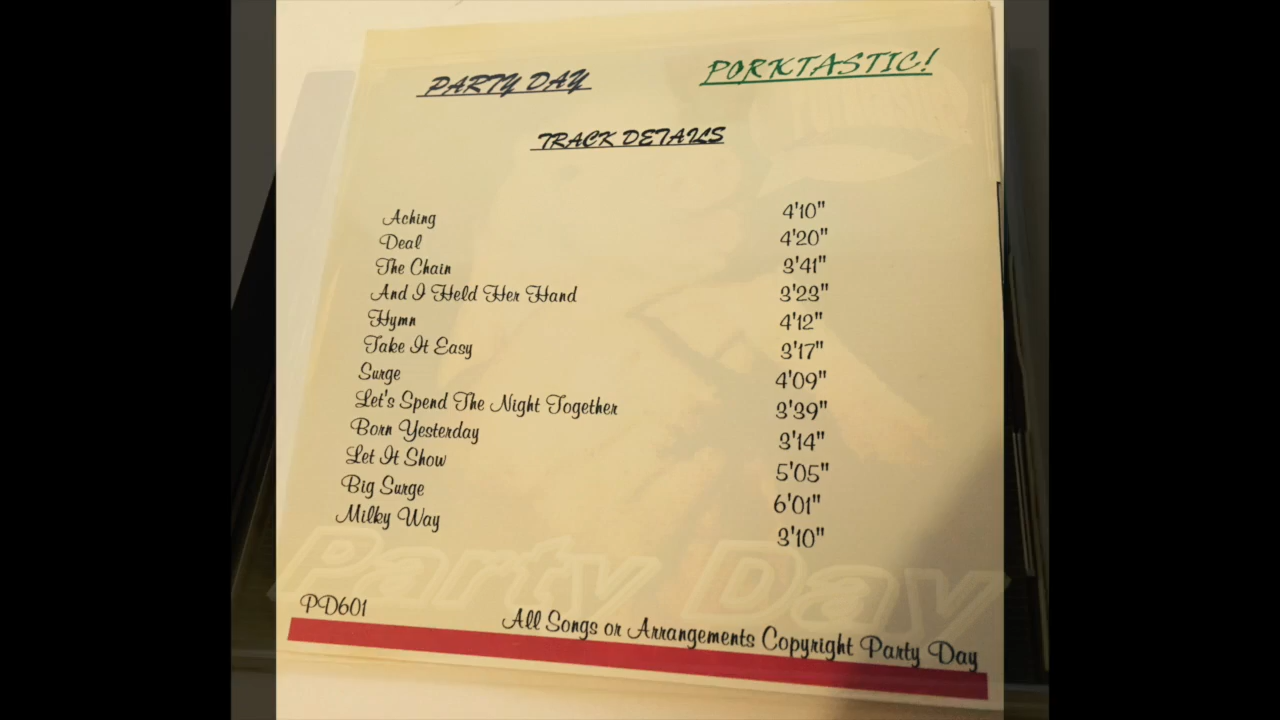 PARTY DAY PORKTASTIC!
TRACK DETAILS
Aching 4'10"
Deal 4'20"
The Chain 3'41"
And I Held Her Hand 3'23"
Hymn 4'12"
Take It Easy 3'17"
Surge 4'09"
Let's Spend The Night Together 3'39"
Born Yesterday 3'14"
Let It Show 5'05"
Big Surge 6'01"
Milky Way 3'10"
Party Day
PD601 All Songs or Arrangements Copyright Party Day